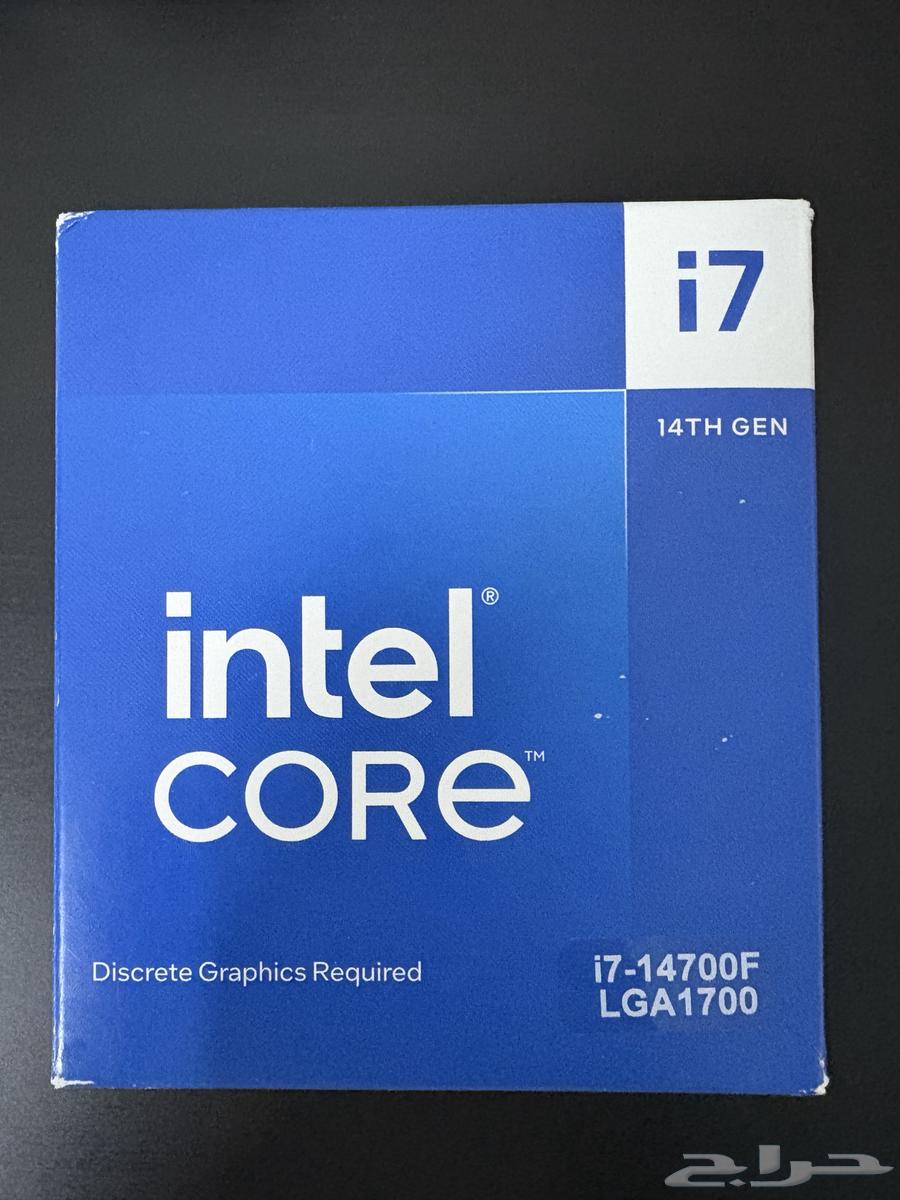 i7
14TH GEN
intel®
CORE™
Discrete Graphics Required
i7-14700F
LGA1700
حراج